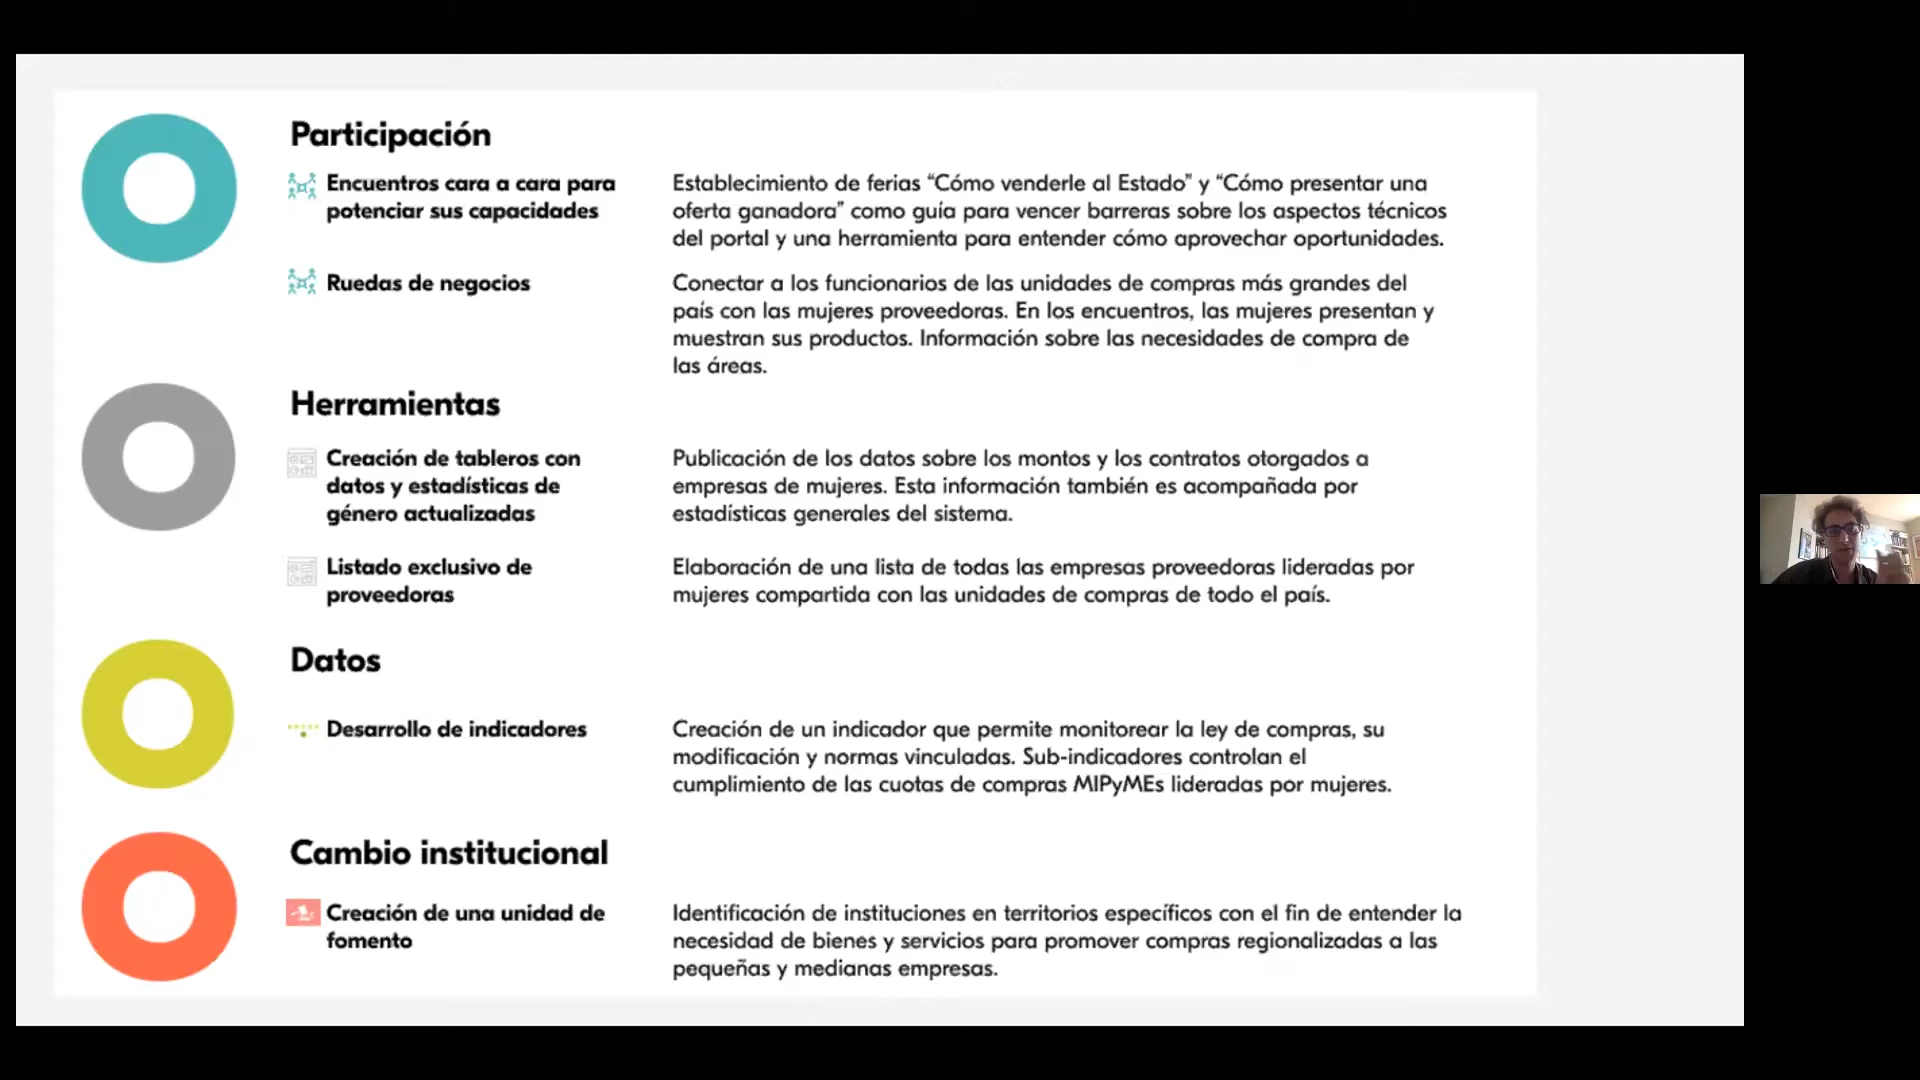 Participación
Encuentros cara a cara para
potenciar sus capacidades
Establecimiento de ferias “Cómo venderle al Estado” y “Cómo presentar una
oferta ganadora” como guía para vencer barreras sobre los aspectos técnicos
del portal y una herramienta para entender cómo aprovechar oportunidades.
Ruedas de negocios
Conectar a los funcionarios de las unidades de compras más grandes del
país con las mujeres proveedoras. En los encuentros, las mujeres presentan y
muestran sus productos. Información sobre las necesidades de compra de
las áreas.
Herramientas
Creación de tableros con
datos y estadísticas de
género actualizadas
Publicación de los datos sobre los montos y los contratos otorgados a
empresas de mujeres. Esta información también es acompañada por
estadísticas generales del sistema.
Listado exclusivo de
proveedoras
Elaboración de una lista de todas las empresas proveedoras lideradas por
mujeres compartida con las unidades de compras de todo el país.
Datos
Desarrollo de indicadores
Creación de un indicador que permite monitorear la ley de compras, su
modificación y normas vinculadas. Sub-indicadores controlan el
cumplimiento de las cuotas de compras MIPyMEs lideradas por mujeres.
Cambio institucional
Creación de una unidad de
fomento
Identificación de instituciones en territorios específicos con el fin de entender la
necesidad de bienes y servicios para promover compras regionalizadas a las
pequeñas y medianas empresas.